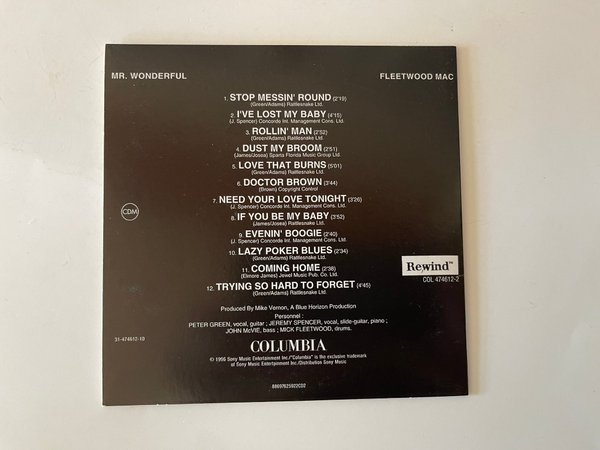 MR. WONDERFUL
FLEETWOOD MAC
1. STOP MESSIN' ROUND (2'19)
(Green/Adams) Rattlesnake Ltd.
2. I'VE LOST MY BABY (4'15)
(J. Spencer) Concorde Int. Management Cons. Ltd.
3. ROLLIN' MAN (2'52)
(Green/Adams) Rattlesnake Ltd.
4. DUST MY BROOM (2'51)
(James/Josea) Sparta Florida Music Group Ltd.
5. LOVE THAT BURNS (5'01)
(Green/Adams) Rattlesnake Ltd.
6. DOCTOR BROWN (3'44)
(Brown) Copyright Control
7. NEED YOUR LOVE TONIGHT (3'26)
(J. Spencer) Concorde Int. Management Cons. Ltd.
8. IF YOU BE MY BABY (3'52)
(James/Josea) Rattlesnake Ltd.
CDM
9. EVENIN' BOOGIE (2'40)
(J. Spencer) Concorde Int. Management Cons. Ltd.
10. LAZY POKER BLUES (2'34)
(Green/Adams) Rattlesnake Ltd.
11. COMING HOME (2'38)
(Elmore James) Jewel Music Pub. Co. Ltd.
Rewind™
COL 474612-2
12. TRYING SO HARD TO FORGET (4'45)
(Green/Adams) Rattlesnake Ltd.
Produced By Mike Vernon, A Blue Horizon Production
Personnel :
PETER GREEN, vocal, guitar ; JEREMY SPENCER, vocal, slide-guitar, piano ;
JOHN McVIE, bass ; MICK FLEETWOOD, drums.
31-474612-10
COLUMBIA
© 1996 Sony Music Entertainment Inc./"Columbia" is the exclusive trademark
of Sony Music Entertainment Inc./Distribution Sony Music
88697625922CD2